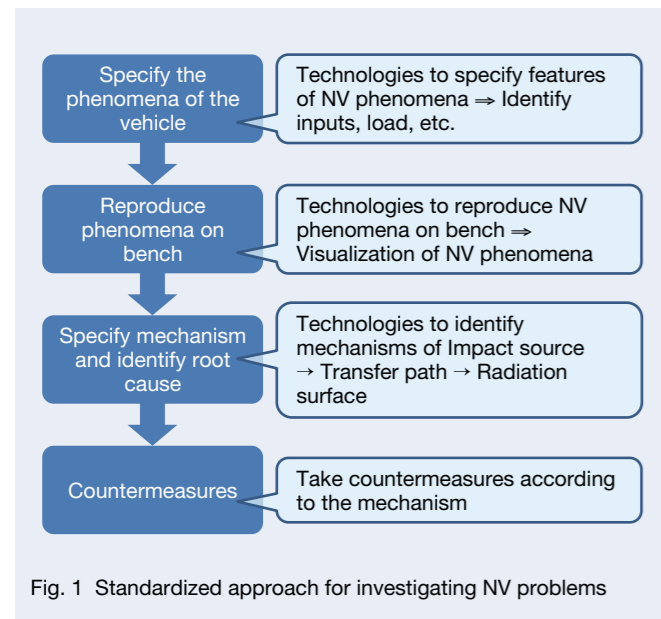 Specify the
phenomena of the
vehicle
Technologies to specify features
of NV phenomena ⇒ Identify
inputs, load, etc.
Reproduce
phenomena on
bench
Technologies to reproduce NV
phenomena on bench ⇒
Visualization of NV phenomena
Specify mechanism
and identify root
cause
Technologies to identify
mechanisms of Impact source
→ Transfer path → Radiation
surface
Countermeasures
Take countermeasures according
to the mechanism
Fig. 1 Standardized approach for investigating NV problems